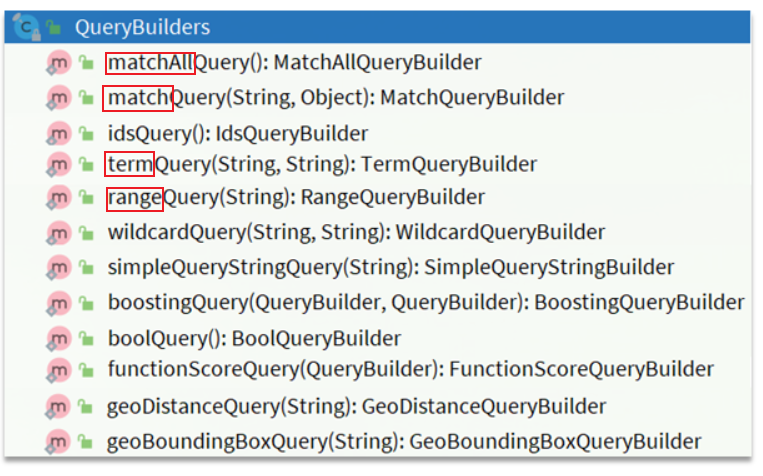 QueryBuilders
matchAllQuery(): MatchAllQueryBuilder
matchQuery(String, Object): MatchQueryBuilder
idsQuery(): IdsQueryBuilder
termQuery(String, String): TermQueryBuilder
rangeQuery(String): RangeQueryBuilder
wildcardQuery(String, String): WildcardQueryBuilder
simpleQueryStringQuery(String): SimpleQueryStringBuilder
boostingQuery(QueryBuilder, QueryBuilder): BoostingQueryBuilder
boolQuery(): BoolQueryBuilder
functionScoreQuery(QueryBuilder): FunctionScoreQueryBuilder
geoDistanceQuery(String): GeoDistanceQueryBuilder
geoBoundingBoxQuery(String): GeoBoundingBoxQueryBuilder